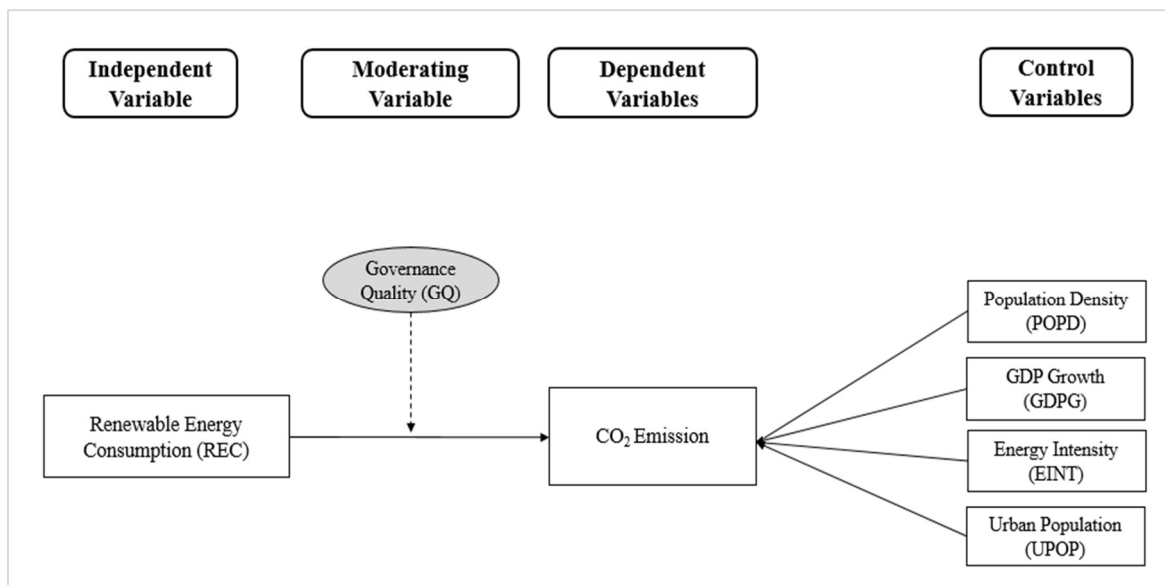 Independent
Variable
Moderating
Variable
Dependent
Variables
Control
Variables
Governance
Quality (GQ)
Renewable Energy
Consumption (REC)
CO₂ Emission
Population Density
(POPD)
GDP Growth
(GDPG)
Energy Intensity
(EINT)
Urban Population
(UPOP)